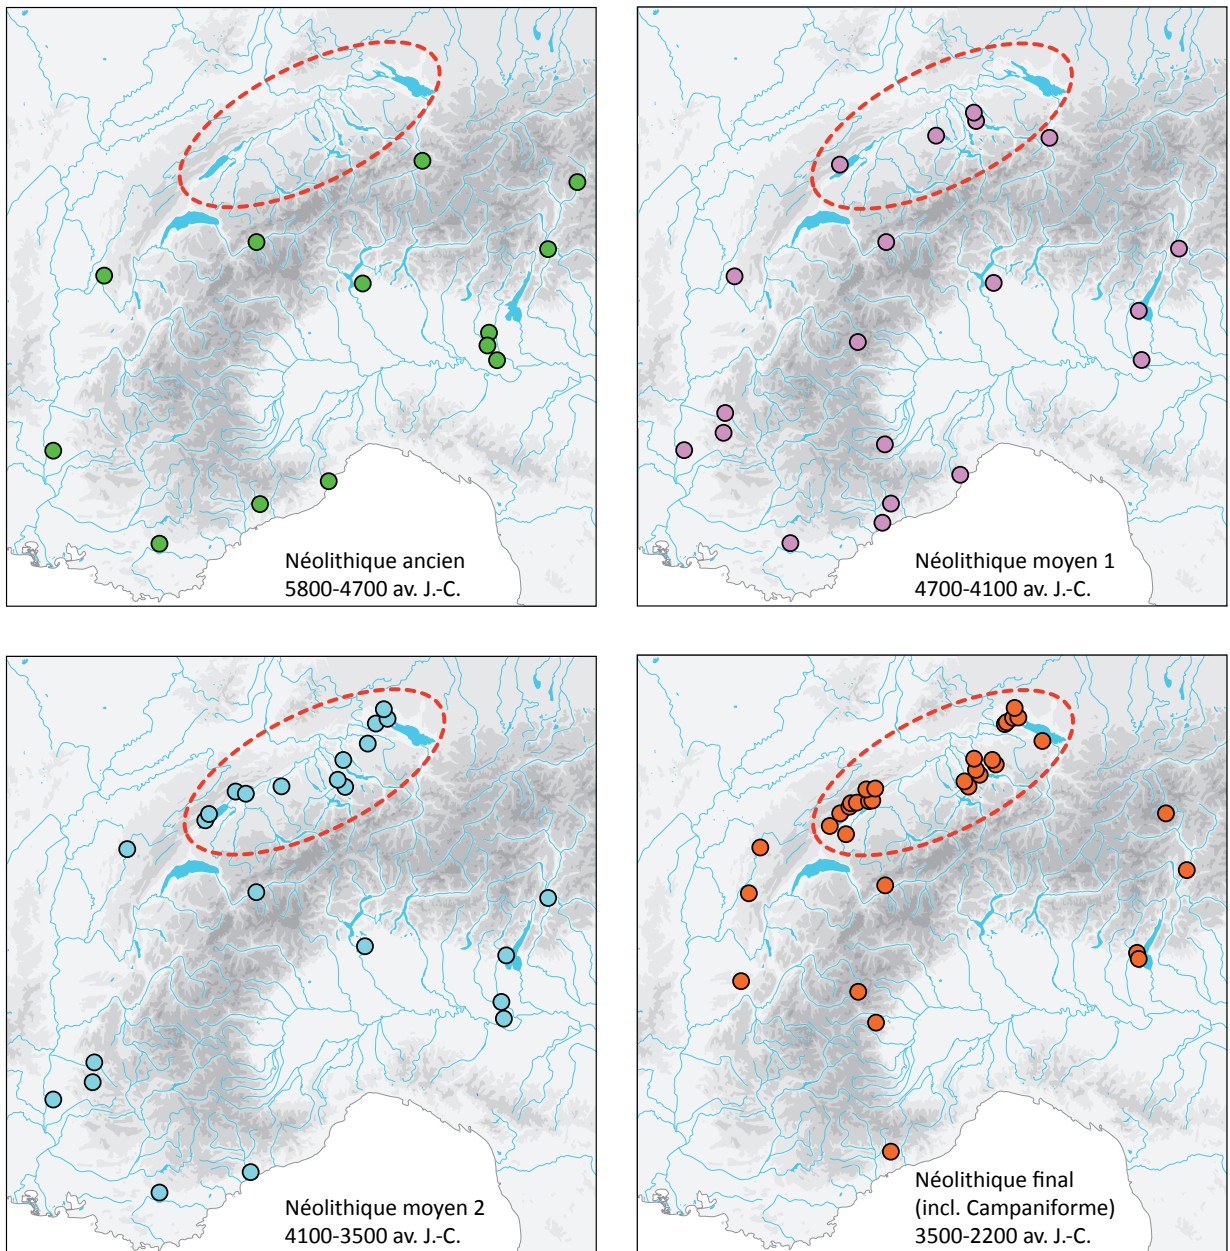 Néolithique ancien
5800-4700 av. J.-C.
Néolithique moyen 1
4700-4100 av. J.-C.
Néolithique moyen 2
4100-3500 av. J.-C.
Néolithique final
(incl. Campaniforme)
3500-2200 av. J.-C.